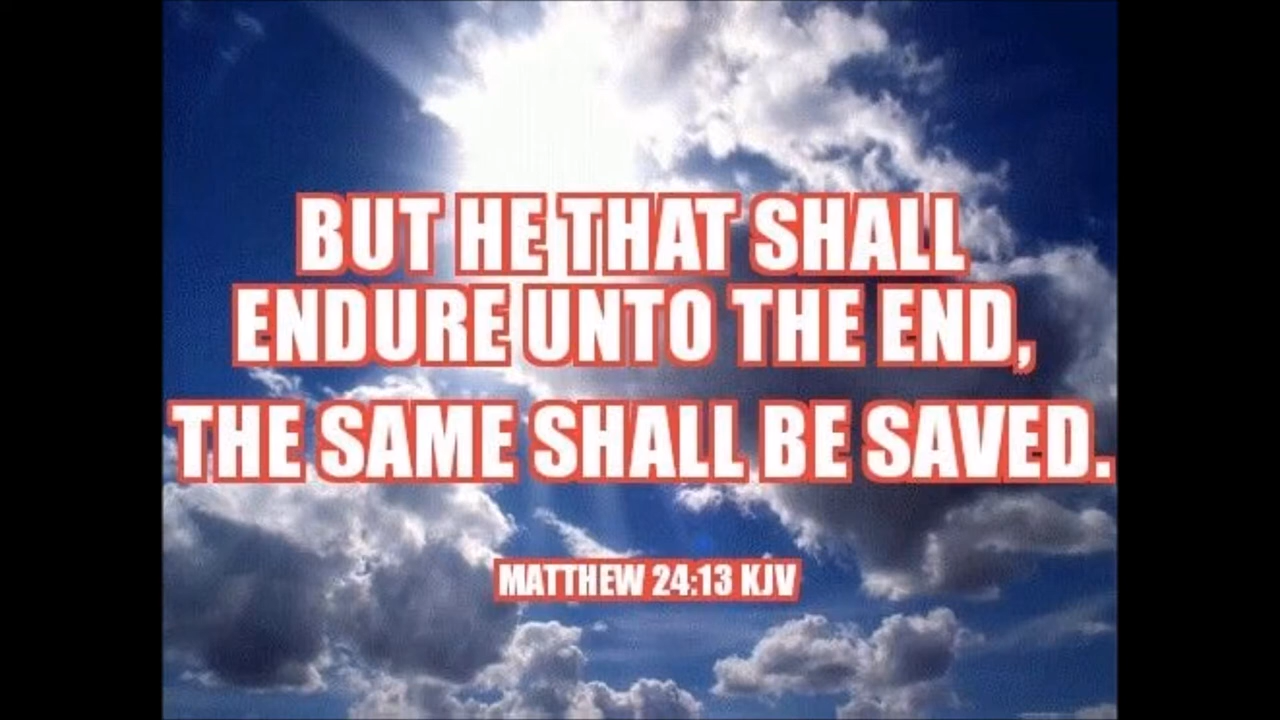 BUT HE THAT SHALL
ENDURE UNTO THE END,
THE SAME SHALL BE SAVED.
MATTHEW 24:13 KJV